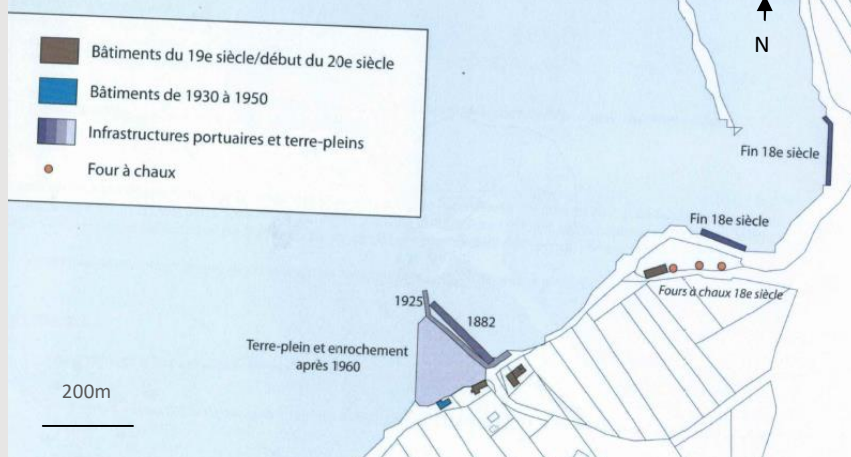 Bâtiments du 19e siècle/début du 20e siècle
Bâtiments de 1930 à 1950
Infrastructures portuaires et terre-pleins
Four à chaux
N
Fin 18e siècle
Fin 18e siècle
Fours à chaux 18e siècle
1925
1882
Terre-plein et enrochement
après 1960
200m